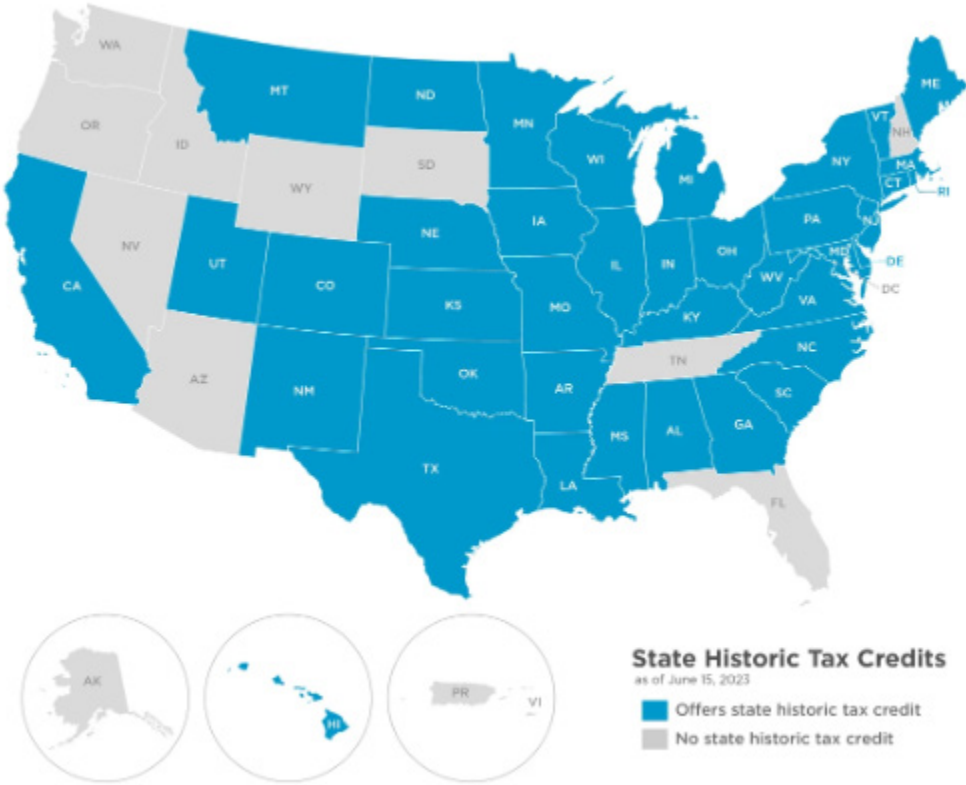 WA
MT
ND
MN
ME
VT
NH
OR
ID
SD
WI
MI
NY
MA
CT
RI
WY
IA
PA
NJ
NE
NV
UT
CO
IL
IN
OH
MD
DE
DC
WV
VA
CA
KS
MO
KY
NC
TN
AZ
NM
OK
AR
SC
MS
AL
GA
TX
LA
FL
AK
HI
PR
VI
State Historic Tax Credits
as of June 15, 2023
Offers state historic tax credit
No state historic tax credit